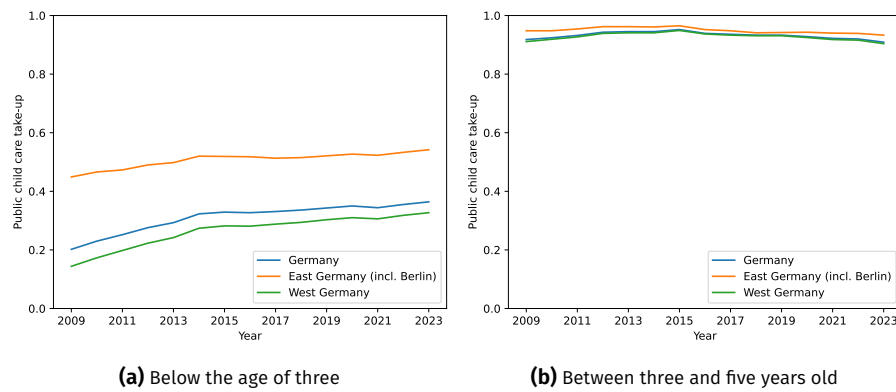 1.0
0.8
0.6
0.4
0.2
0.0
Public child care take-up
2009 2011 2013 2015 2017 2019 2021 2023
Year
Germany
East Germany (incl. Berlin)
West Germany
(a) Below the age of three
1.0
0.8
0.6
0.4
0.2
0.0
Public child care take-up
2009 2011 2013 2015 2017 2019 2021 2023
Year
Germany
East Germany (incl. Berlin)
West Germany
(b) Between three and five years old